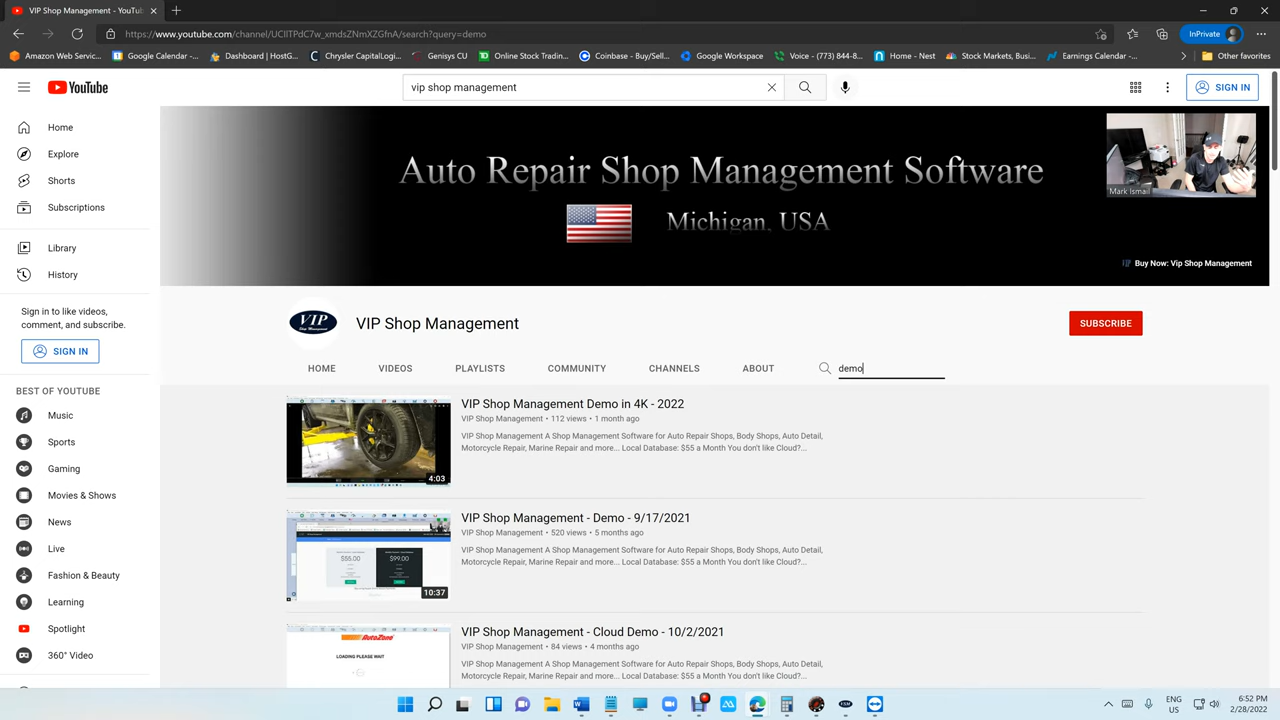 VIP Shop Management - YouTub
https://www.youtube.com/channel/UCIITPdC7w_xmdsZNmXZGfnA/search?query=demo
InPrivate
Amazon Web Servic...
Google Calendar -...
Dashboard | HostG...
Chrysler Capital -...
Genisys CU
Online Trading - TD...
Coinbase - Buy/Sell...
Google Workspace
Voice - (773) 844-8...
Home - Nest
Stock Markets, Bus...
Earnings Calendar -...
Other favorites
YouTube
vip shop management
SIGN IN
Home
Explore
Shorts
Subscriptions
Library
History
Sign in to like videos,
comment, and subscribe.
SIGN IN
BEST OF YOUTUBE
Music
Sports
Gaming
Movies & Shows
News
Live
Fashion & Beauty
Learning
Spotlight
360° Video
Auto Repair Shop Management Software
Michigan, USA
Mark Ismail
VIP Buy Now: Vip Shop Management
VIP
Shop Management
VIP Shop Management
SUBSCRIBE
HOME VIDEOS PLAYLISTS COMMUNITY CHANNELS ABOUT demo
4:03
VIP Shop Management Demo in 4K - 2022
VIP Shop Management • 112 views • 1 month ago
VIP Shop Management A Shop Management Software for Auto Repair Shops, Body Shops, Auto Detail,
Motorcycle Repair, Marine Repair and more... Local Database: $55 a Month You don't like Cloud?...
$55.00 $99.00
10:37
VIP Shop Management - Demo - 9/17/2021
VIP Shop Management • 520 views • 5 months ago
VIP Shop Management A Shop Management Software for Auto Repair Shops, Body Shops, Auto Detail,
Motorcycle Repair, Marine Repair and more... Local Database: $55 a Month You don't like Cloud?...
AutoZone
LOADING PLEASE WAIT
VIP Shop Management - Cloud Demo - 10/2/2021
VIP Shop Management • 84 views • 4 months ago
VIP Shop Management A Shop Management Software for Auto Repair Shops, Body Shops, Auto Detail,
Motorcycle Repair, Marine Repair and more... Local Database: $55 a Month You don't like Cloud?...
ENG
US
6:52 PM
2/28/2022